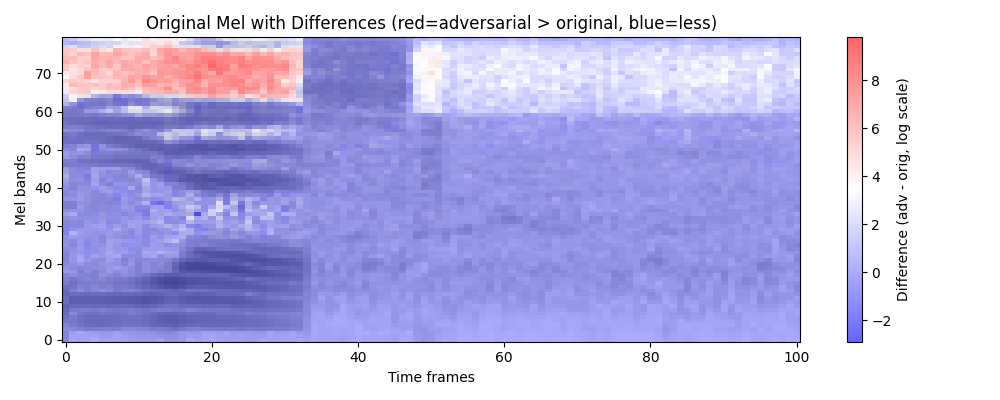 Original Mel with Differences (red=adversarial > original, blue=less)
Mel bands
70
60
50
40
30
20
10
0
0 20 40 60 80 100
Time frames
8
6
4
2
0
−2
Difference (adv - orig, log scale)